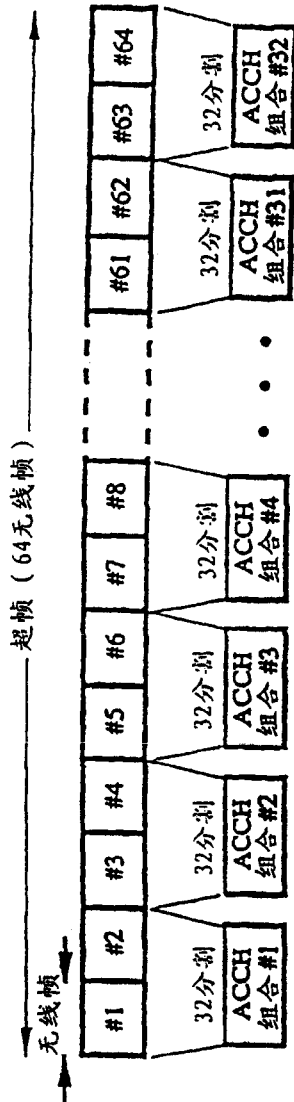 超帧（64无线帧）
无线帧
#1 #2 #3 #4 #5 #6 #7 #8 #61 #62 #63 #64
32分割 32分割 32分割 32分割 32分割 32分割
ACCH ACCH ACCH ACCH ACCH ACCH
组合#1 组合#2 组合#3 组合#4 组合#31 组合#32